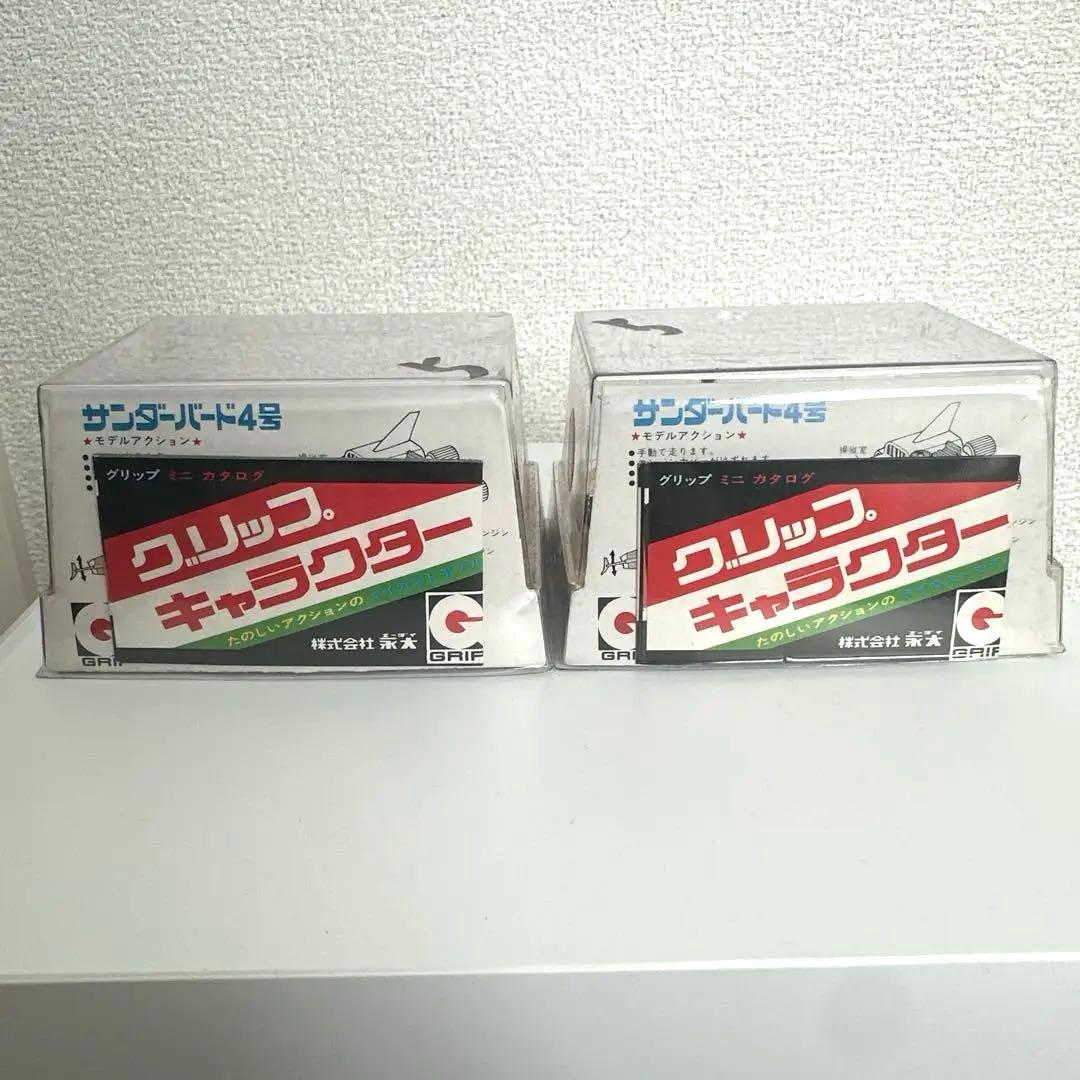 サンダーバード4号
★モデルアクション★
グリップ ミニ カタログ
グリップ
キャラクター
たのしいアクションの
株式会社 永大
GRIP
GRIP
サンダーバード4号
★モデルアクション★
●手動で走ります。
操縦室
グリップ ミニ カタログ
グリップ
キャラクター
たのしいアクションの
株式会社 永大
GRIP
GRIP